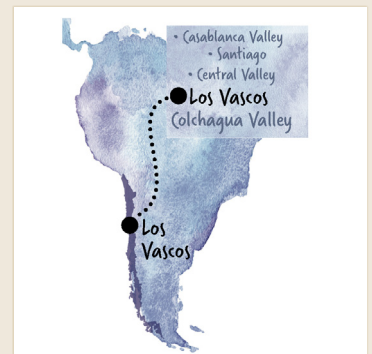 • Casablanca Valley
• Santiago
• Central Valley
Los Vascos
Colchagua Valley
Los
Vascos